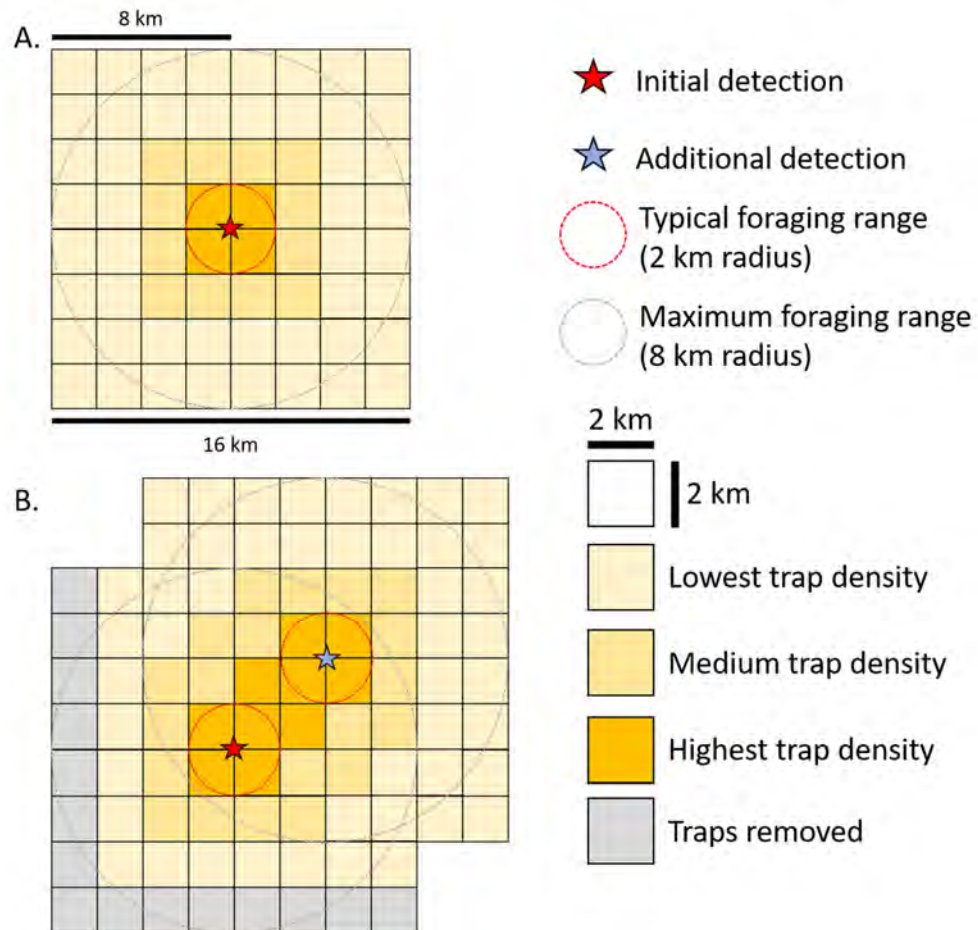 8 km
A.
16 km
B.
Initial detection
Additional detection
Typical foraging range
(2 km radius)
Maximum foraging range
(8 km radius)
2 km
2 km
Lowest trap density
Medium trap density
Highest trap density
Traps removed